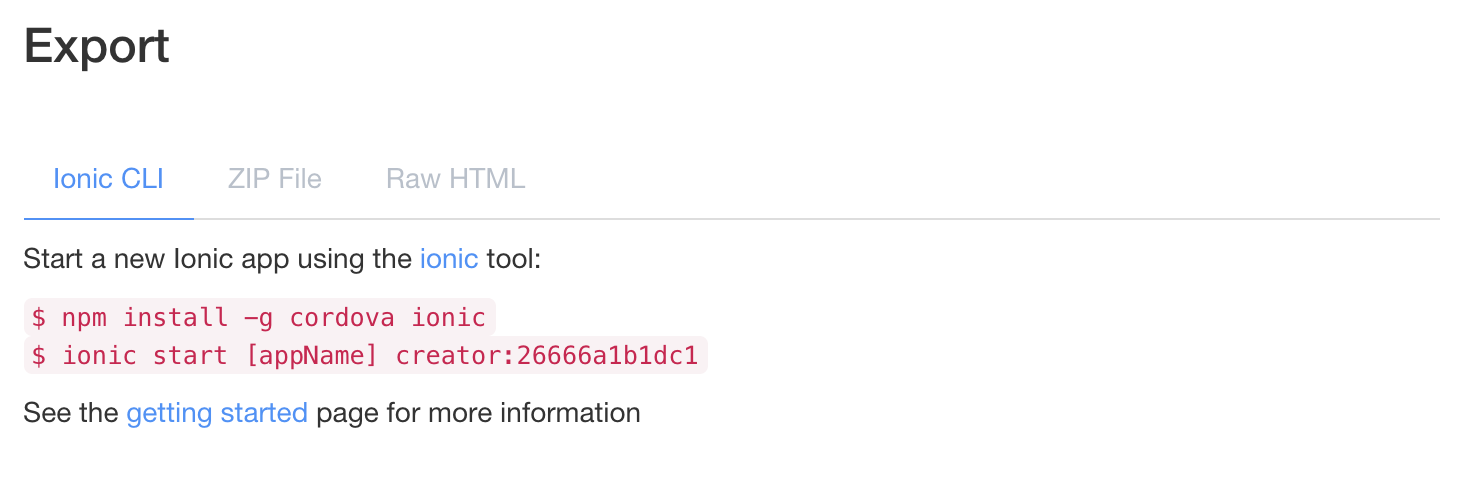 Export
Ionic CLI ZIP File Raw HTML
Start a new Ionic app using the ionic tool:
$ npm install -g cordova ionic
$ ionic start [appName] creator:26666a1b1dc1
See the getting started page for more information